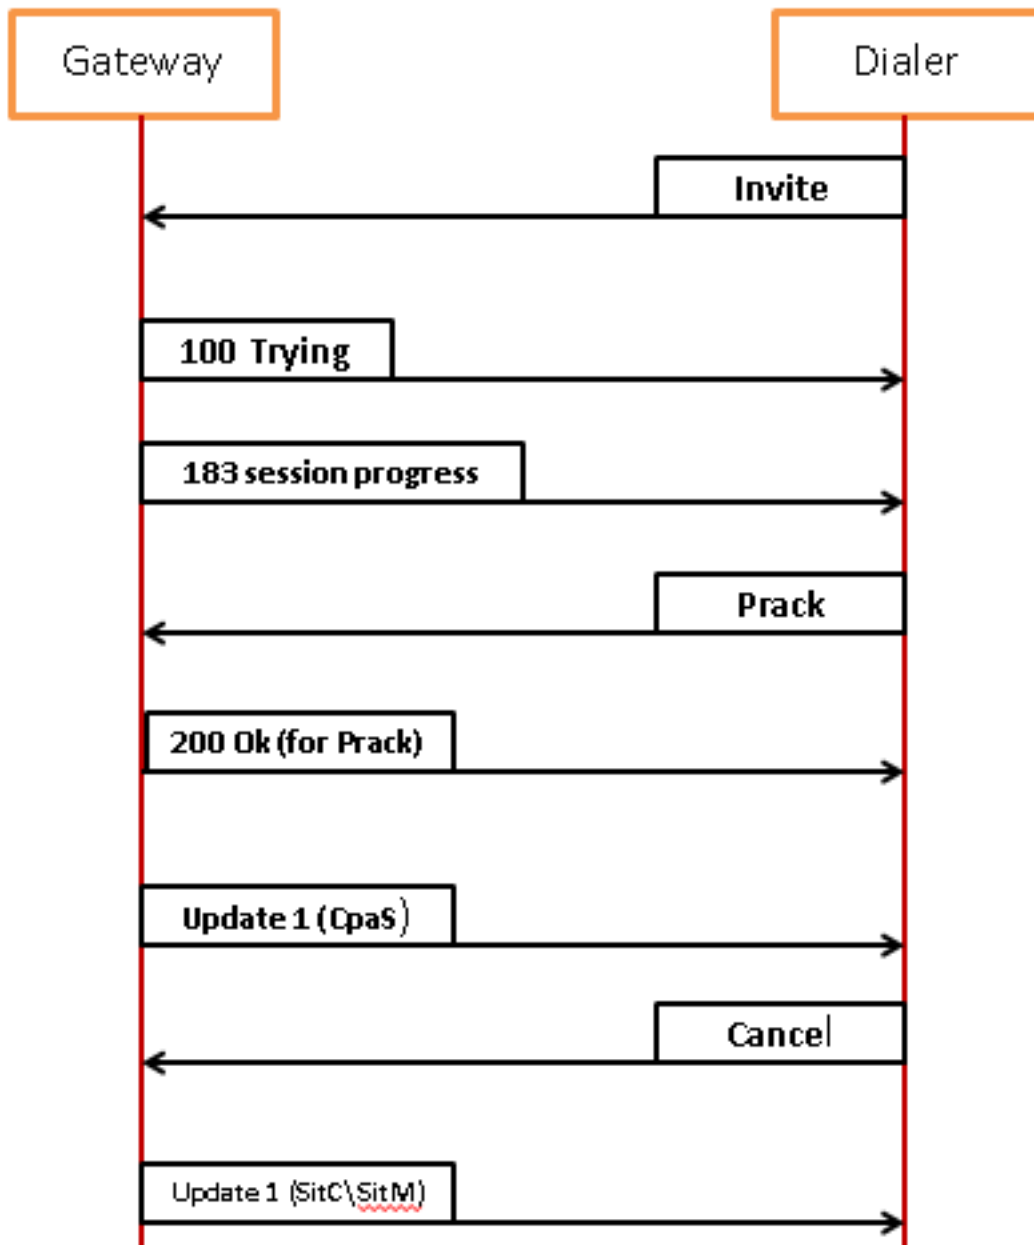 Gateway
Dialer
Invite
100 Trying
183 session progress
Prack
200 Ok (for Prack)
Update 1 (CpaS)
Cancel
Update 1 (SitC\SitM)